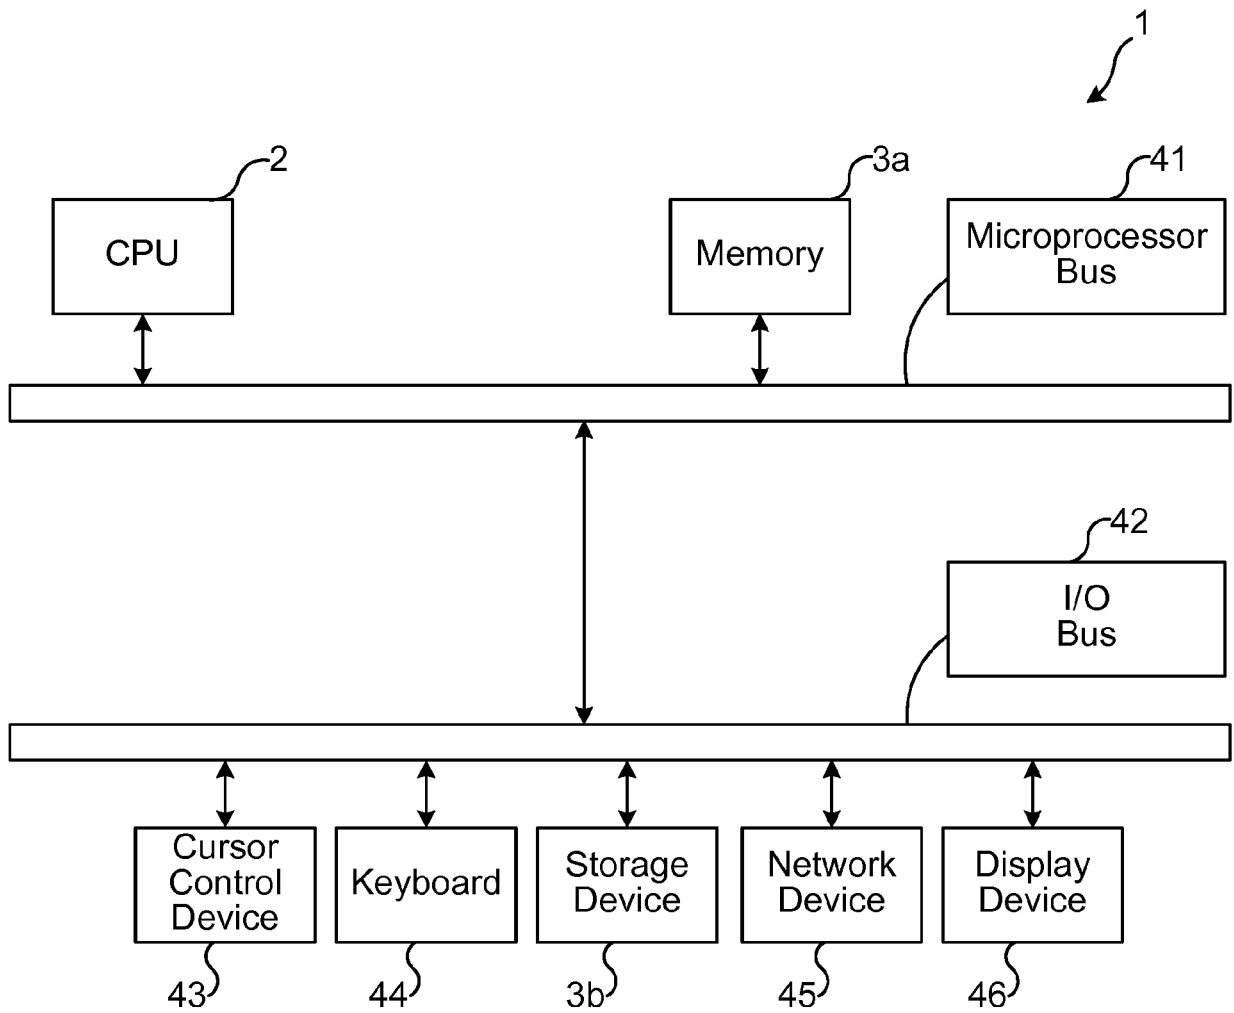 1
2
3a
41
CPU
Memory
Microprocessor
Bus
42
I/O
Bus
Cursor
Control
Device
Keyboard
Storage
Device
Network
Device
Display
Device
43
44
3b
45
46